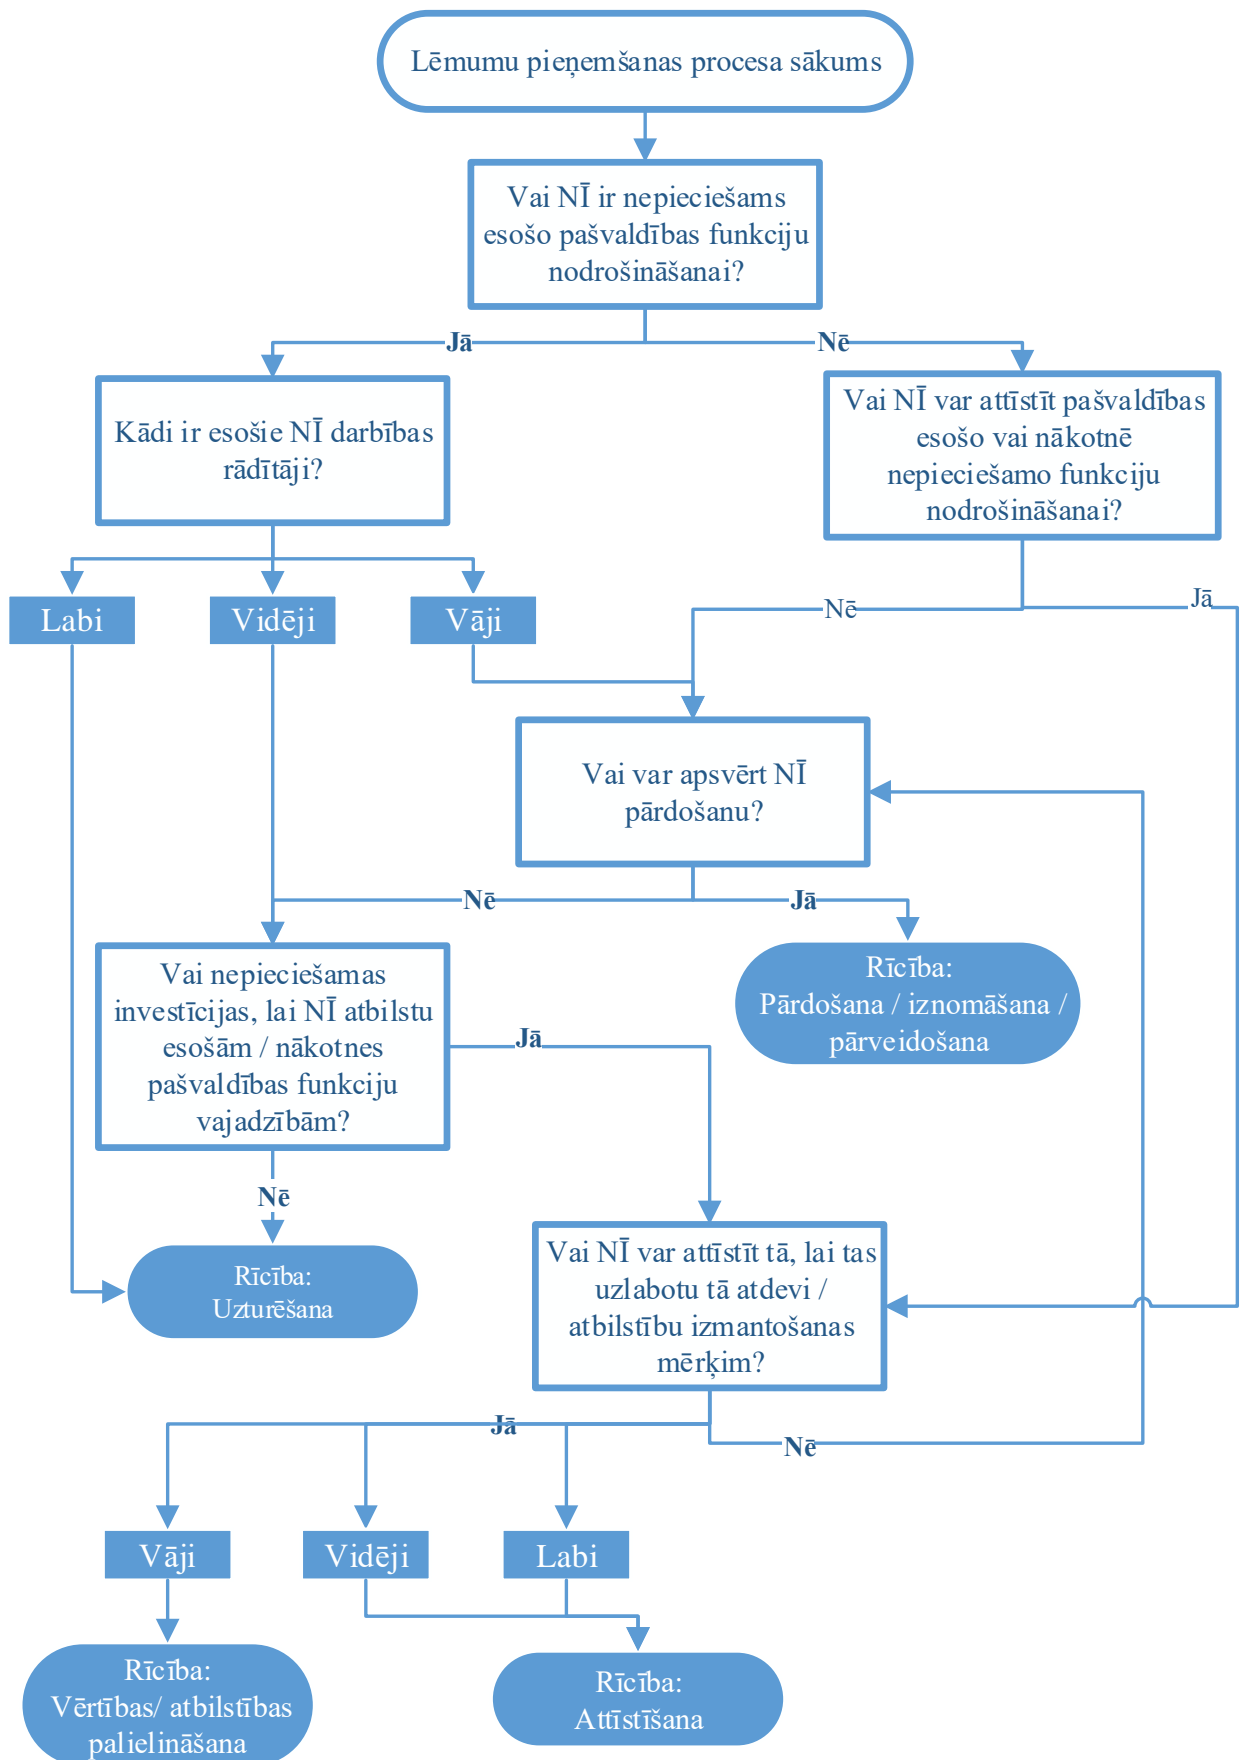 Lēmumu pieņemšanas procesa sākums
Vai NĪ ir nepieciešams
esošo pašvaldības funkciju
nodrošināšanai?
Jā
Nē
Kādi ir esošie NĪ darbības
rādītāji?
Vai NĪ var attīstīt pašvaldības
esošo vai nākotnē
nepieciešamo funkciju
nodrošināšanai?
Labi
Vidēji
Vāji
Nē
Jā
Vai var apsvērt NĪ
pārdošanu?
Nē
Jā
Vai nepieciešamas
investīcijas, lai NĪ atbilstu
esošām / nākotnes
pašvaldības funkciju
vajadzībām?
Rīcība:
Pārdošana / iznomāšana /
pārveidošana
Jā
Nē
Rīcība:
Uzturēšana
Vai NĪ var attīstīt tā, lai tas
uzlabotu tā atdevi /
atbilstību izmantošanas
mērķim?
Jā
Nē
Vāji
Vidēji
Labi
Rīcība:
Vērtības/ atbilstības
palielināšana
Rīcība:
Attīstīšana